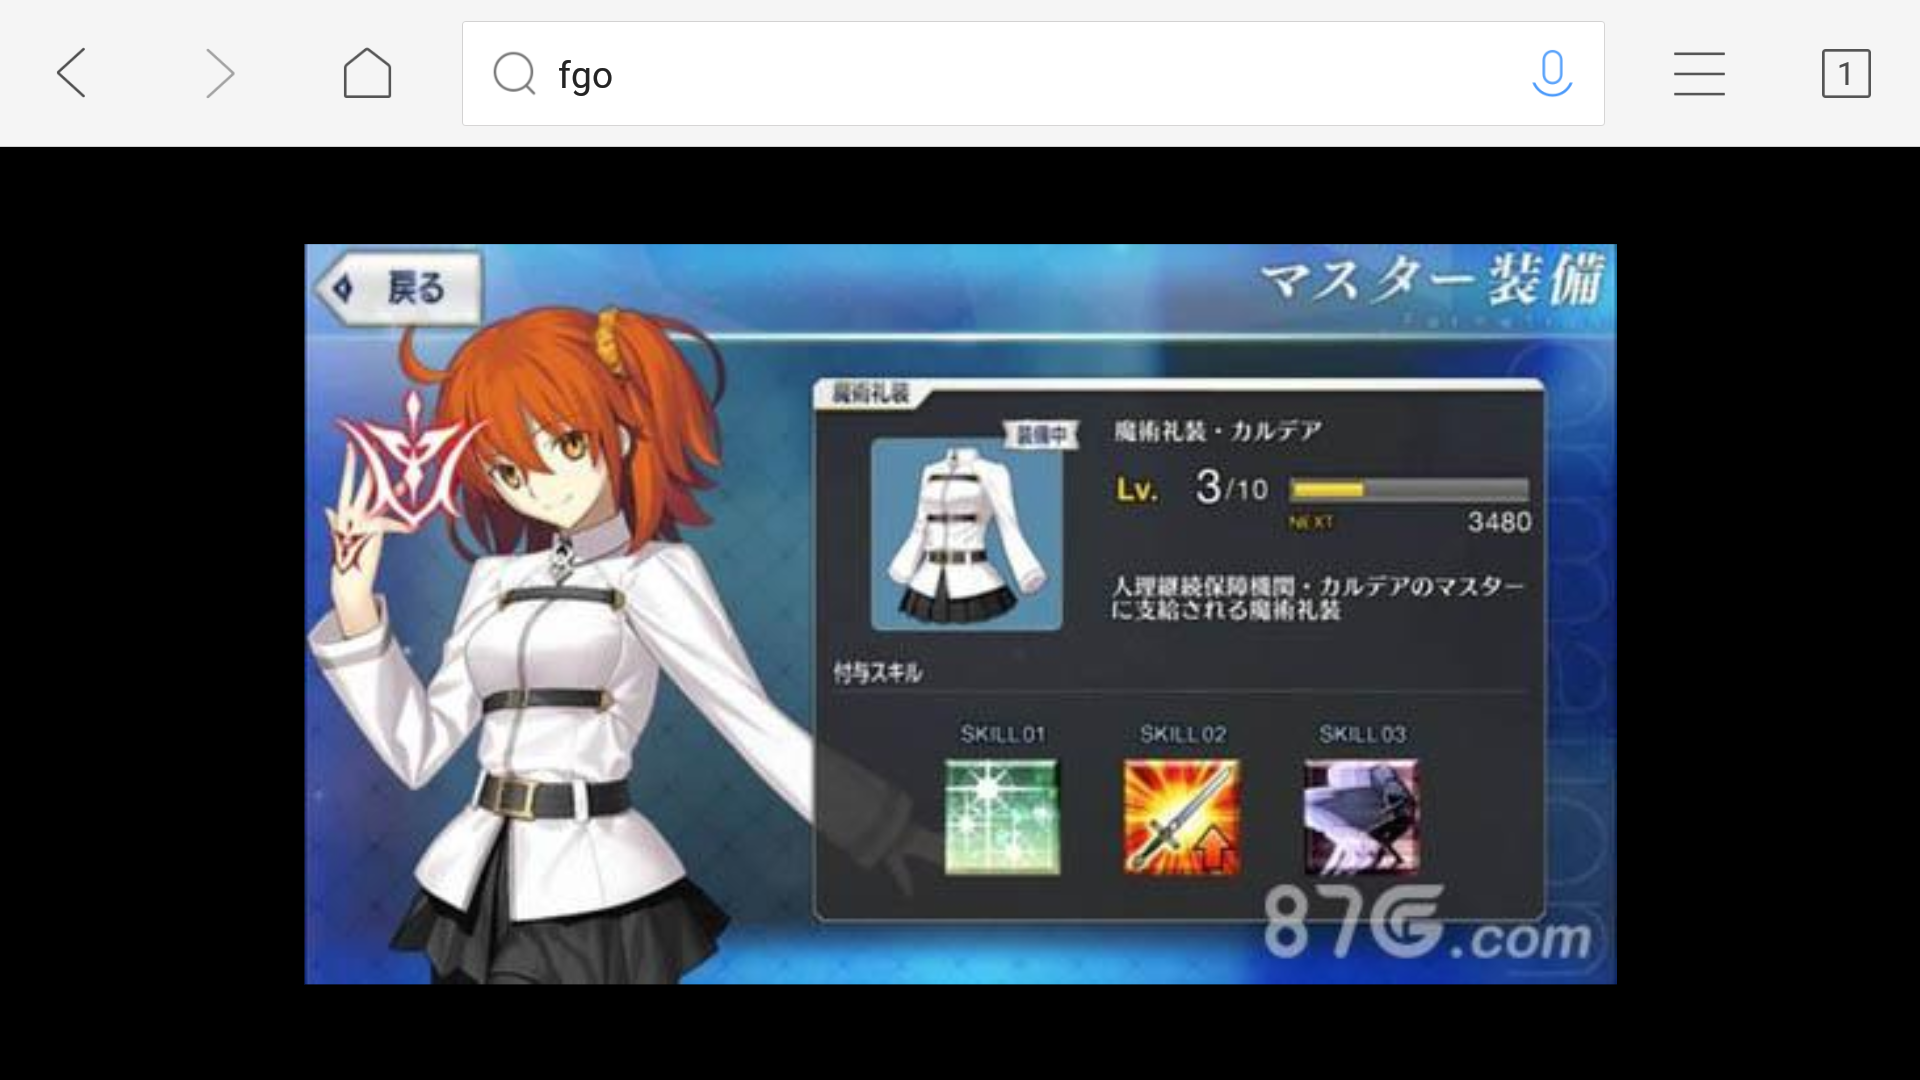 fgo
1
戻る
マスター装備
魔術礼装
装備中
魔術礼装・カルデア
Lv. 3/10
NEXT 3480
人理継続保障機関・カルデアのマスター
に支給される魔術礼装
付与スキル
SKILL 01 SKILL 02 SKILL 03
87G.com